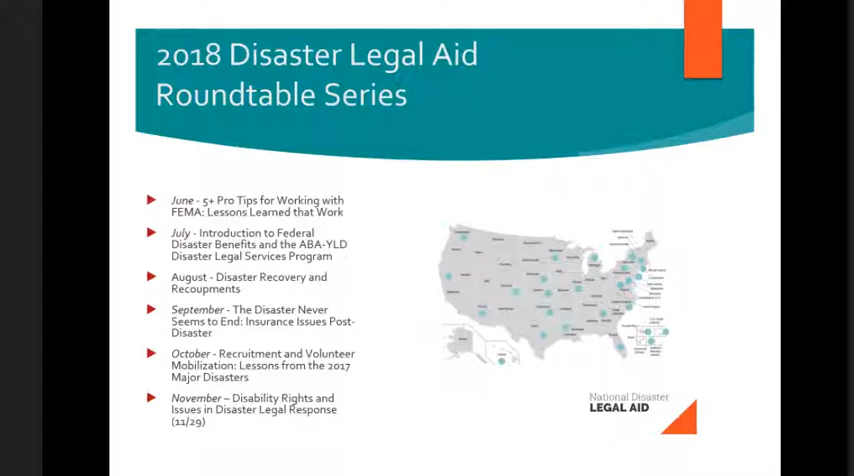 2018 Disaster Legal Aid
Roundtable Series
June - 5+ Pro Tips for Working with
FEMA: Lessons Learned that Work
July - Introduction to Federal
Disaster Benefits and the ABA-YLD
Disaster Legal Services Program
August - Disaster Recovery and
Recoupments
September - The Disaster Never
Seems to End: Insurance Issues Post-
Disaster
October - Recruitment and Volunteer
Mobilization: Lessons from the 2017
Major Disasters
November – Disability Rights and
Issues in Disaster Legal Response
(11/29)
National Disaster
LEGAL AID